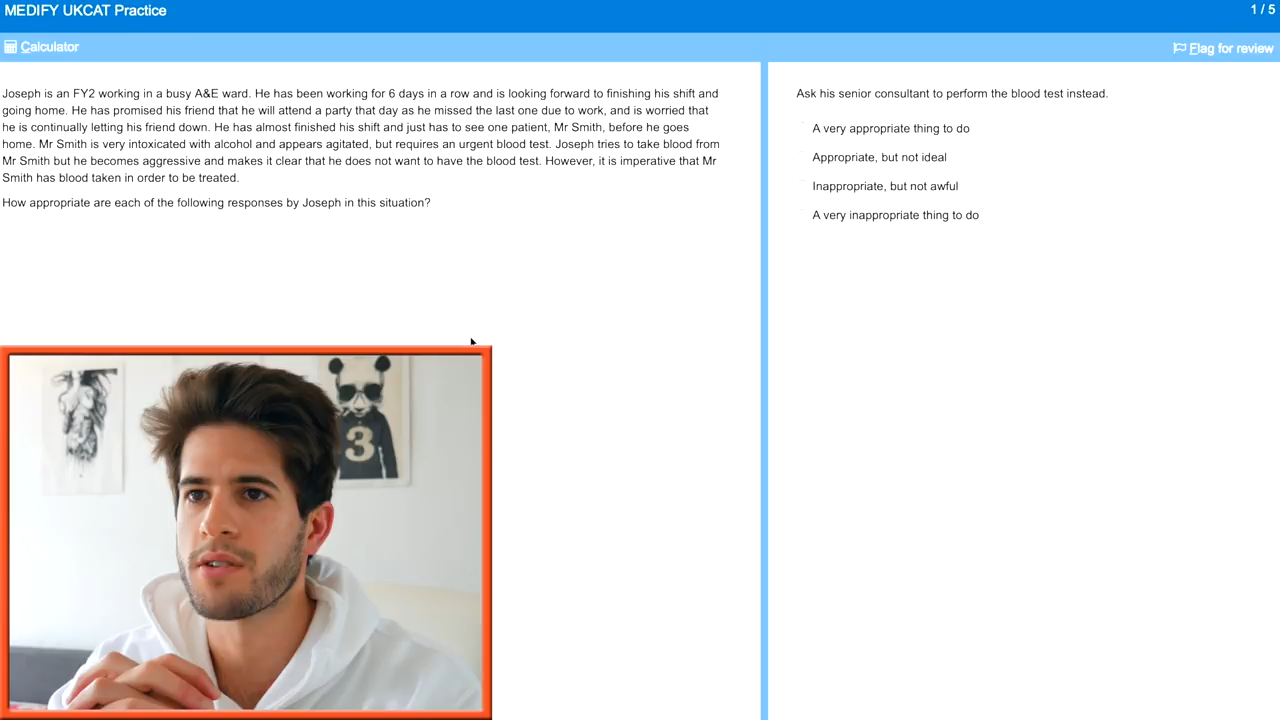 MEDIFY UKCAT Practice
1 / 5
Calculator
Flag for review
Joseph is an FY2 working in a busy A&E ward. He has been working for 6 days in a row and is looking forward to finishing his shift and
going home. He has promised his friend that he will attend a party that day as he missed the last one due to work, and is worried that
he is continually letting his friend down. He has almost finished his shift and just has to see one patient, Mr Smith, before he goes
home. Mr Smith is very intoxicated with alcohol and appears agitated, but requires an urgent blood test. Joseph tries to take blood from
Mr Smith but he becomes aggressive and makes it clear that he does not want to have the blood test. However, it is imperative that Mr
Smith has blood taken in order to be treated.
How appropriate are each of the following responses by Joseph in this situation?
Ask his senior consultant to perform the blood test instead.
A very appropriate thing to do
Appropriate, but not ideal
Inappropriate, but not awful
A very inappropriate thing to do
3